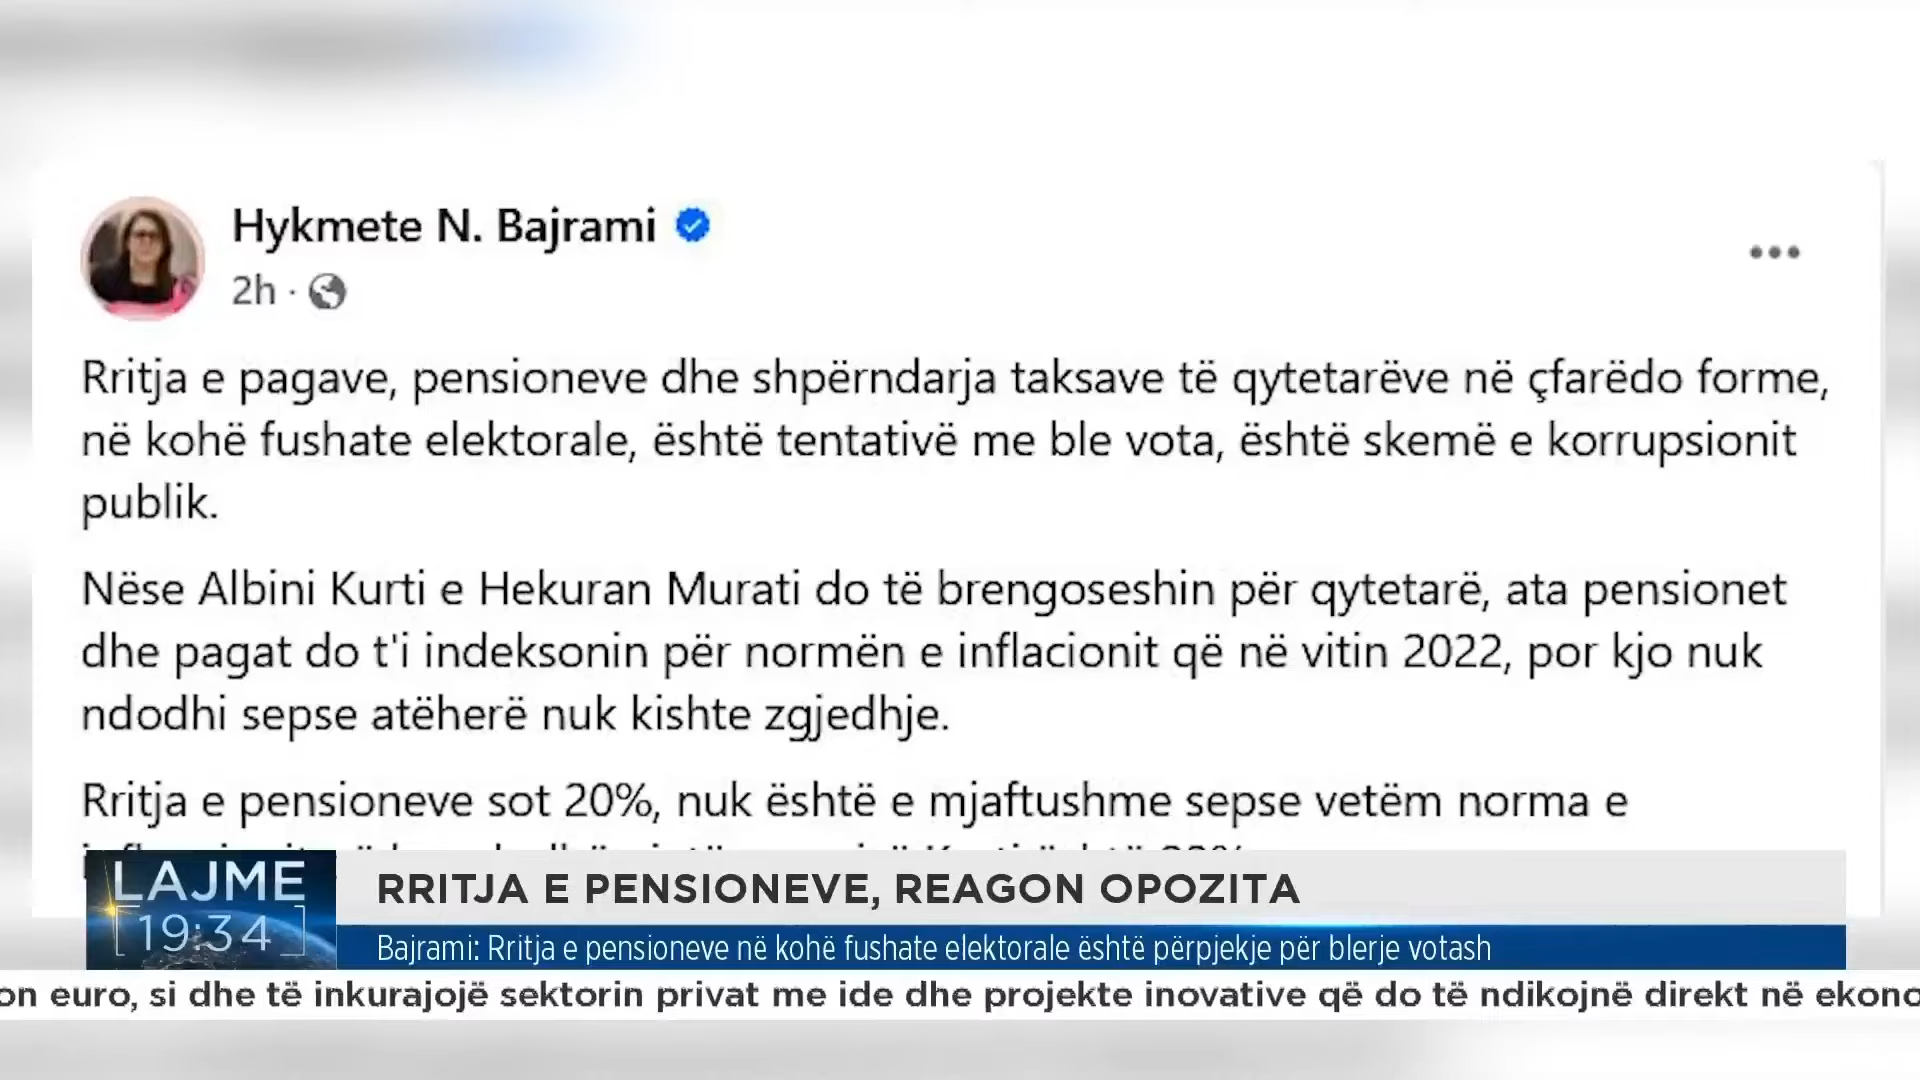 Hykmete N. Bajrami
2h ·
Rritja e pagave, pensioneve dhe shpërndarja taksave të qytetarëve në çfarëdo forme,
në kohë fushate elektorale, është tentativë me ble vota, është skemë e korrupsionit
publik.
Nëse Albini Kurti e Hekuran Murati do të brengoseshin për qytetarë, ata pensionet
dhe pagat do t'i indeksonin për normën e inflacionit që në vitin 2022, por kjo nuk
ndodhi sepse atëherë nuk kishte zgjedhje.
Rritja e pensioneve sot 20%, nuk është e mjaftushme sepse vetëm norma e
LAJME
19:34
RRITJA E PENSIONEVE, REAGON OPOZITA
Bajrami: Rritja e pensioneve në kohë fushate elektorale është përpjekje për blerje votash
on euro, si dhe të inkurajojë sektorin privat me ide dhe projekte inovative që do të ndikojnë direkt në ekono